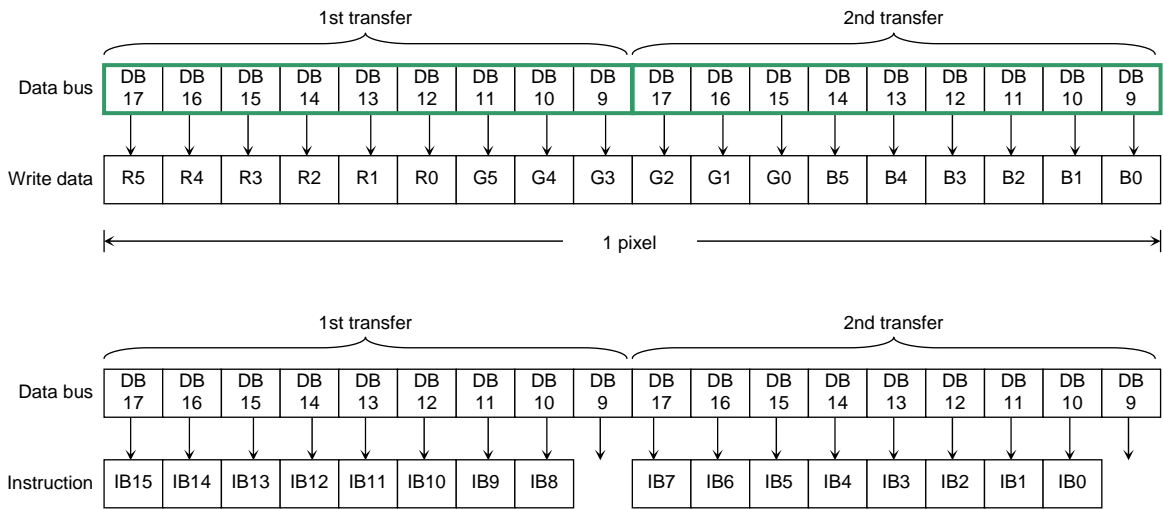 1st transfer 2nd transfer
Data bus DB 17 DB 16 DB 15 DB 14 DB 13 DB 12 DB 11 DB 10 DB 9 DB 17 DB 16 DB 15 DB 14 DB 13 DB 12 DB 11 DB 10 DB 9
Write data R5 R4 R3 R2 R1 R0 G5 G4 G3 G2 G1 G0 B5 B4 B3 B2 B1 B0
1 pixel
1st transfer 2nd transfer
Data bus DB 17 DB 16 DB 15 DB 14 DB 13 DB 12 DB 11 DB 10 DB 9 DB 17 DB 16 DB 15 DB 14 DB 13 DB 12 DB 11 DB 10 DB 9
Instruction IB15 IB14 IB13 IB12 IB11 IB10 IB9 IB8 IB7 IB6 IB5 IB4 IB3 IB2 IB1 IB0